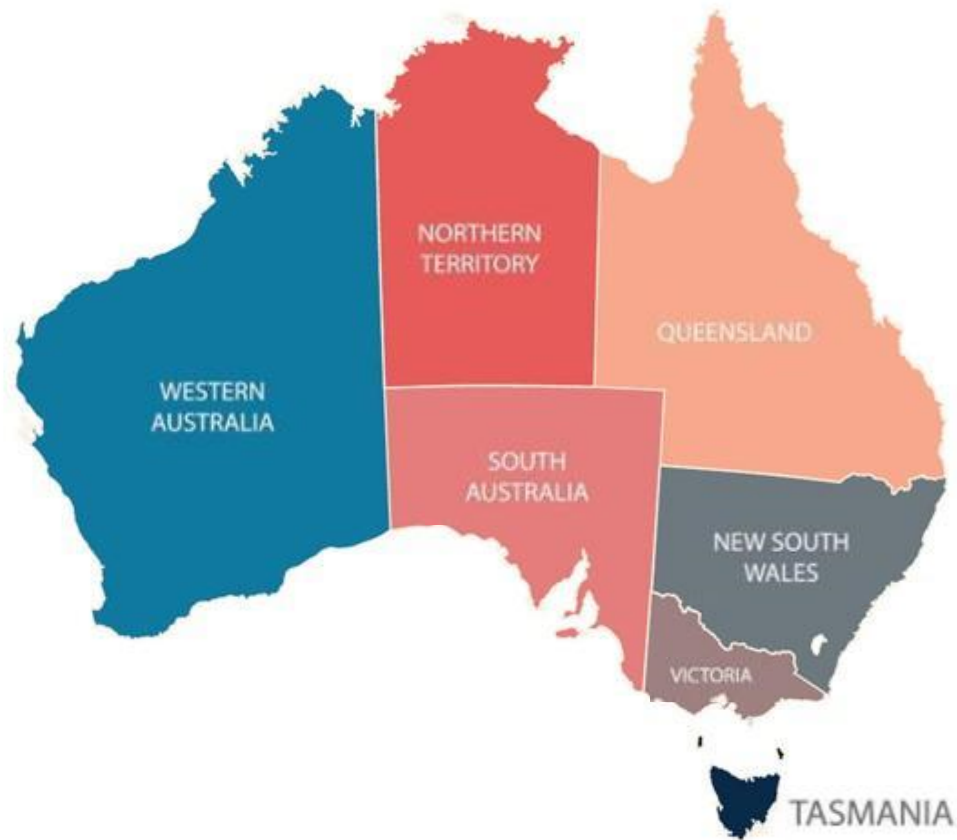 NORTHERN
TERRITORY
QUEENSLAND
WESTERN
AUSTRALIA
SOUTH
AUSTRALIA
NEW SOUTH
WALES
VICTORIA
TASMANIA